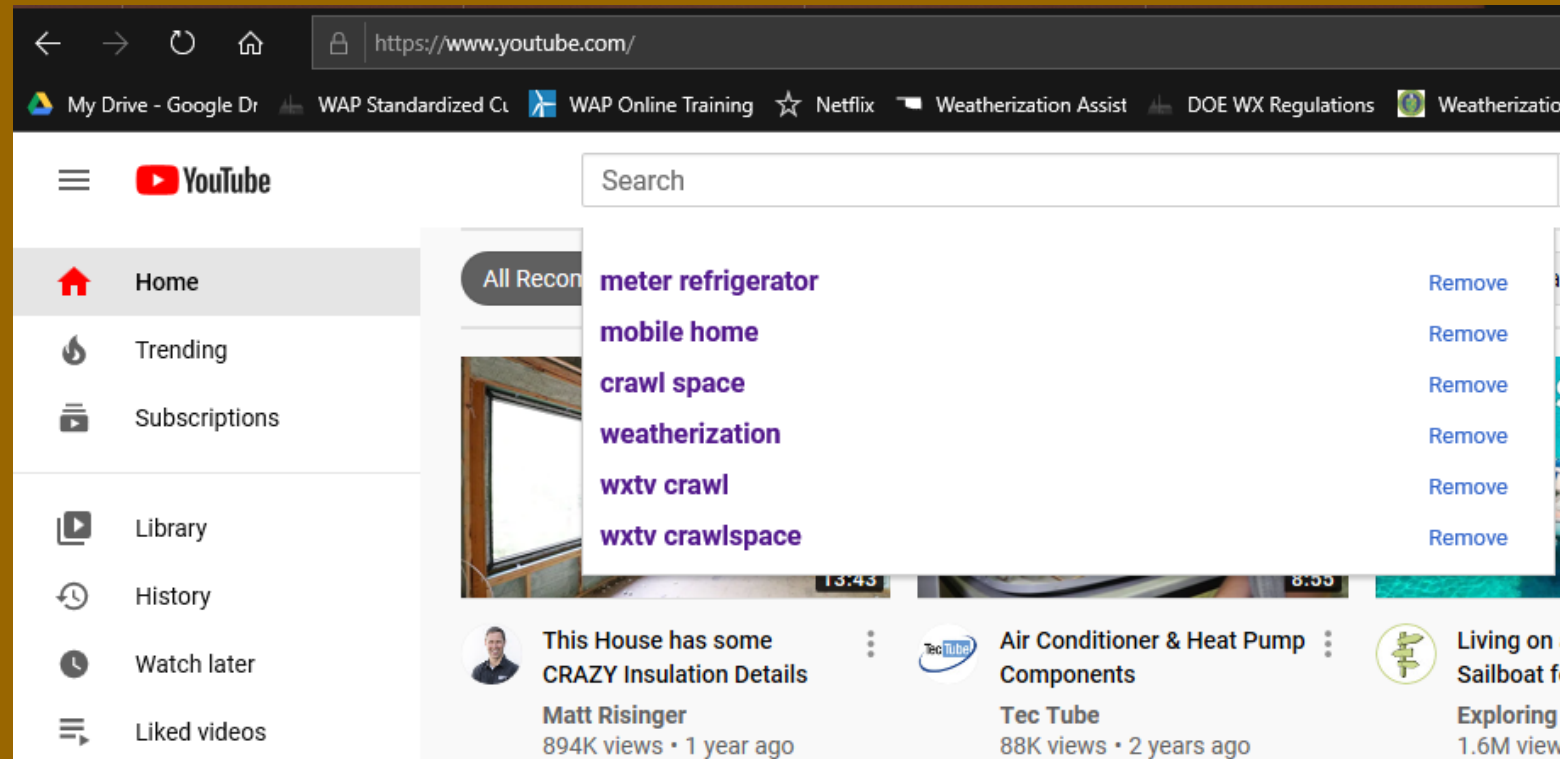 https://www.youtube.com/
My Drive - Google Dr WAP Standardized Cu WAP Online Training Netflix Weatherization Assist DOE WX Regulations Weatherizatio
YouTube
Search
Home
Trending
Subscriptions
Library
History
Watch later
Liked videos
All Recom
meter refrigerator Remove
mobile home Remove
crawl space Remove
weatherization Remove
wxtv crawl Remove
wxtv crawlspace Remove
13:43
8:55
This House has some
CRAZY Insulation Details
Matt Risinger
894K views • 1 year ago
TecTube
Air Conditioner & Heat Pump
Components
Tec Tube
88K views • 2 years ago
Living on
Sailboat f
Exploring
1.6M view